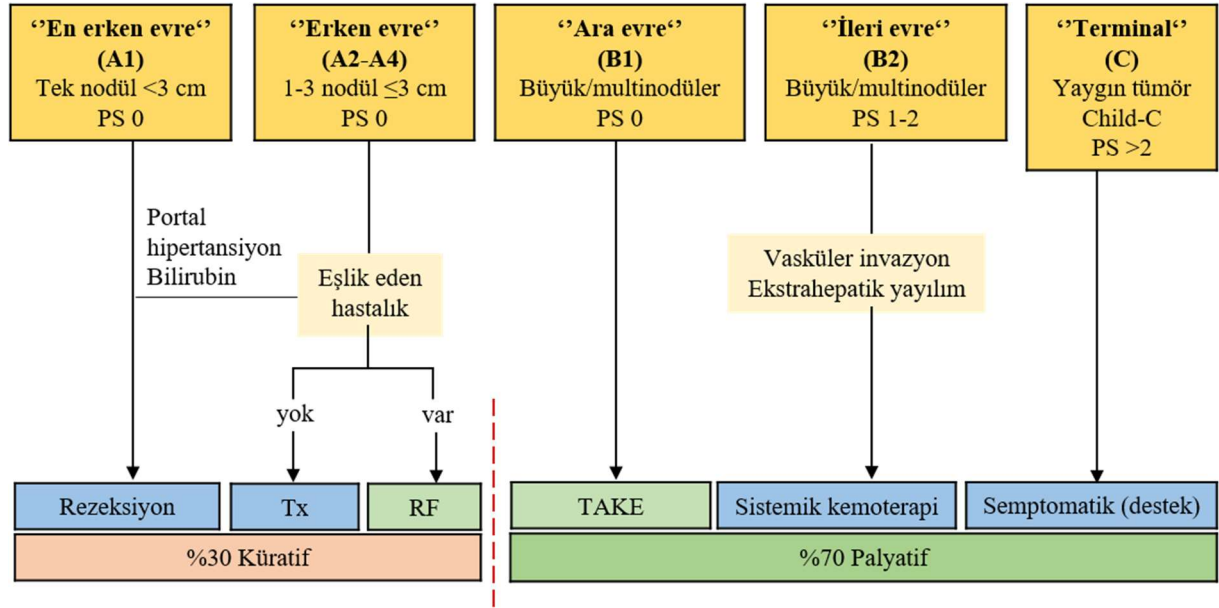 ‘’En erken evre‘’
(A1)
Tek nodül <3 cm
PS 0
‘’Erken evre‘’
(A2-A4)
1-3 nodül ≤3 cm
PS 0
‘’Ara evre‘’
(B1)
Büyük/multinodüler
PS 0
‘’İleri evre‘’
(B2)
Büyük/multinodüler
PS 1-2
‘’Terminal‘’
(C)
Yaygın tümör
Child-C
PS >2
Portal
hipertansiyon
Bilirubin
Eşlik eden
hastalık
Vasküler invazyon
Ekstrahepatik yayılım
yok
var
Rezeksiyon
Tx
RF
TAKE
Sistemik kemoterapi
Semptomatik (destek)
%30 Küratif
%70 Palyatif